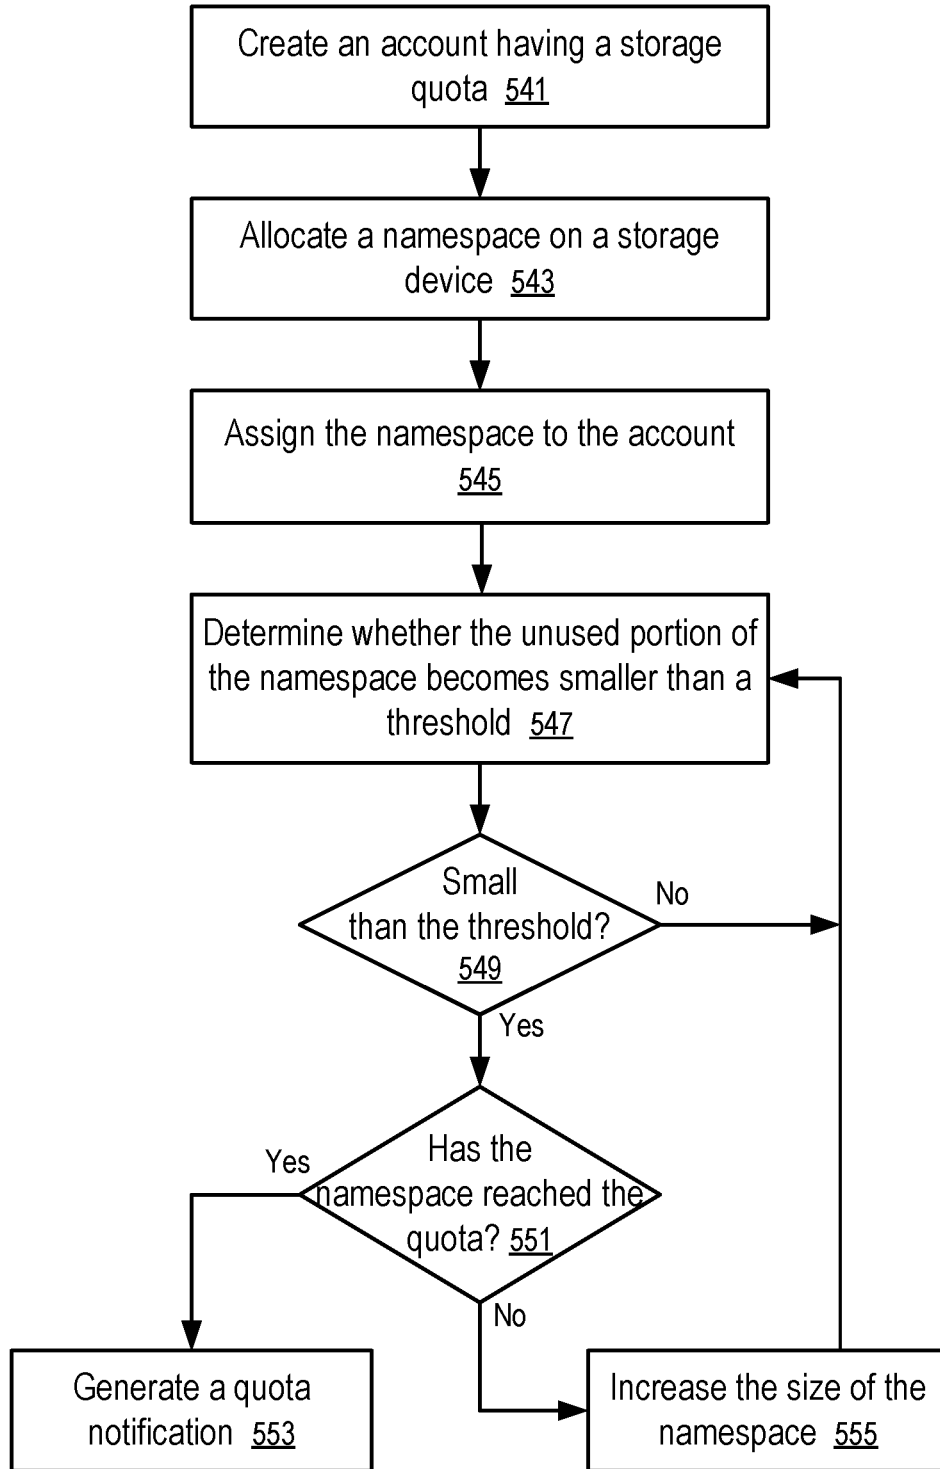 Create an account having a storage
quota 541
Allocate a namespace on a storage
device 543
Assign the namespace to the account
545
Determine whether the unused portion of
the namespace becomes smaller than a
threshold 547
Small
than the threshold?
549
No
Yes
Has the
namespace reached the
quota? 551
Yes
No
Generate a quota
notification 553
Increase the size of the
namespace 555